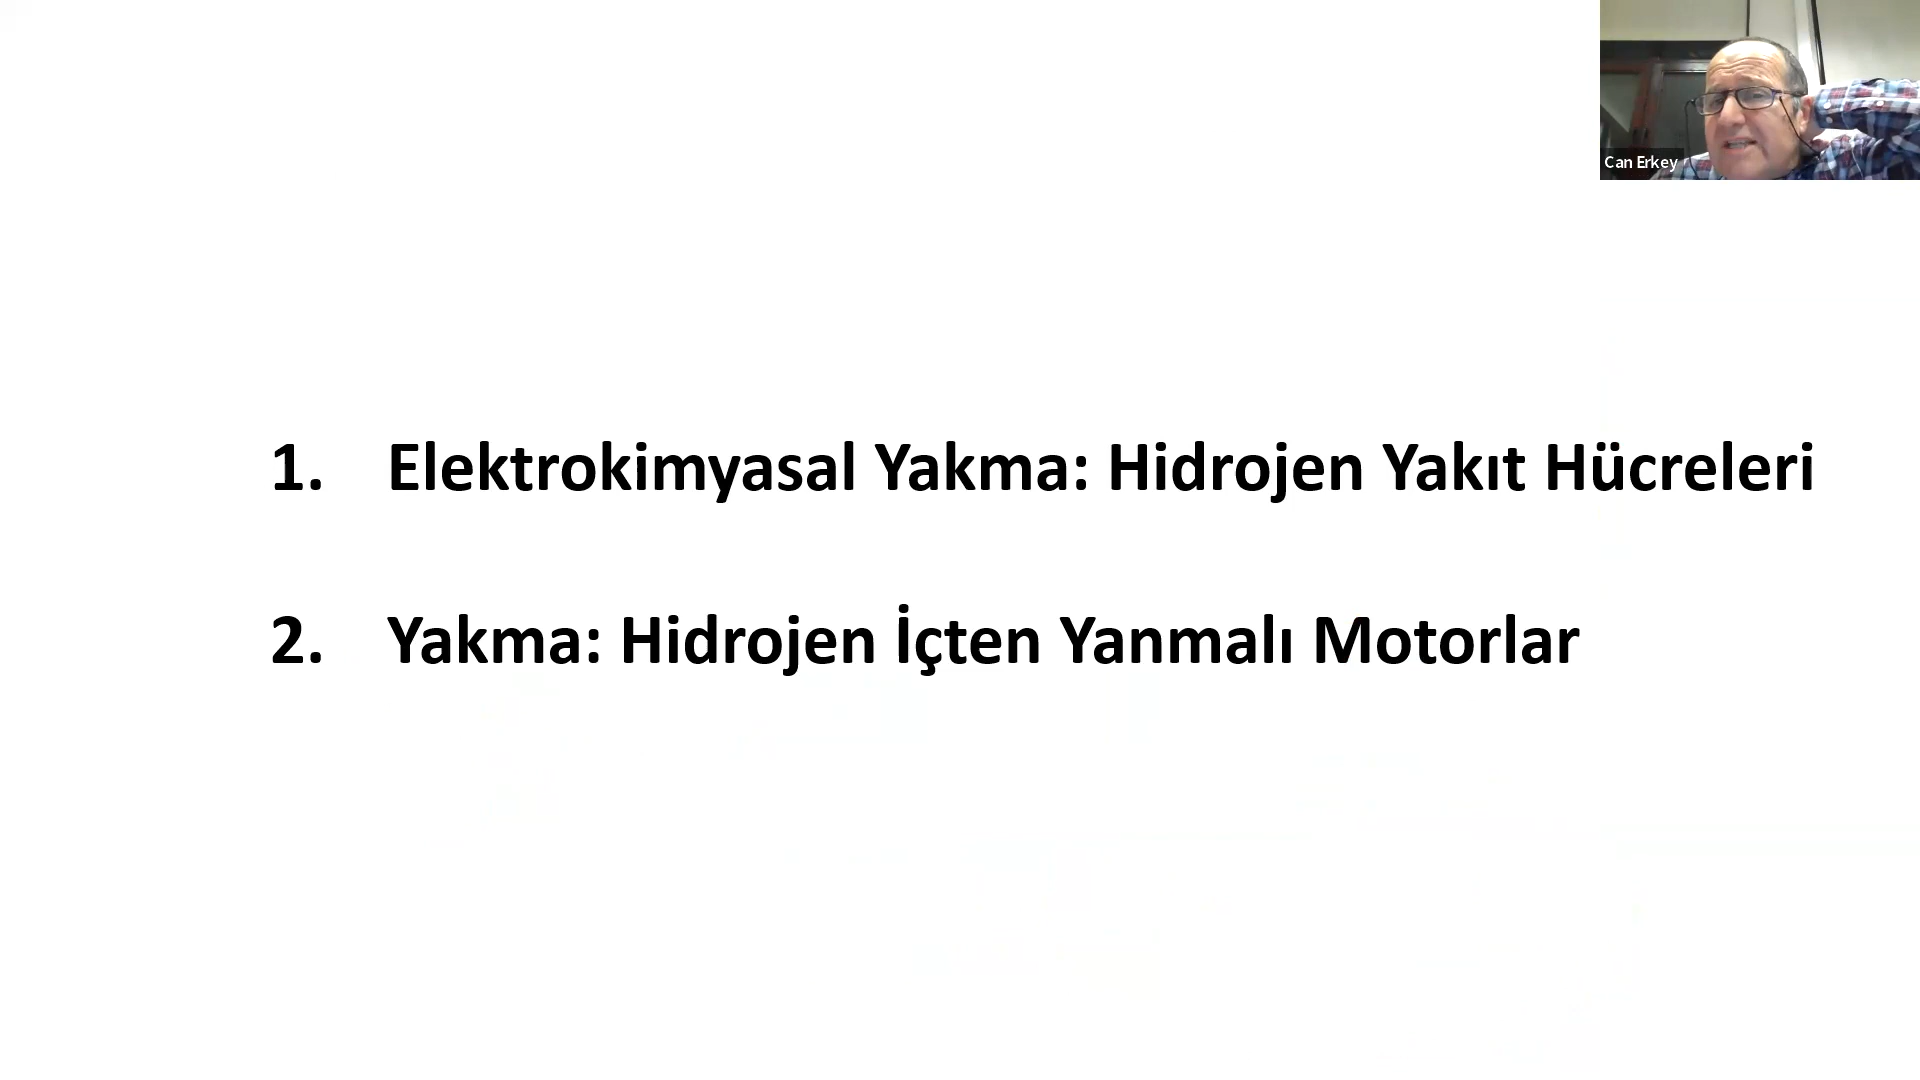 Can Erkey
1. Elektrokimyasal Yakma: Hidrojen Yakıt Hücreleri
2. Yakma: Hidrojen İçten Yanmalı Motorlar